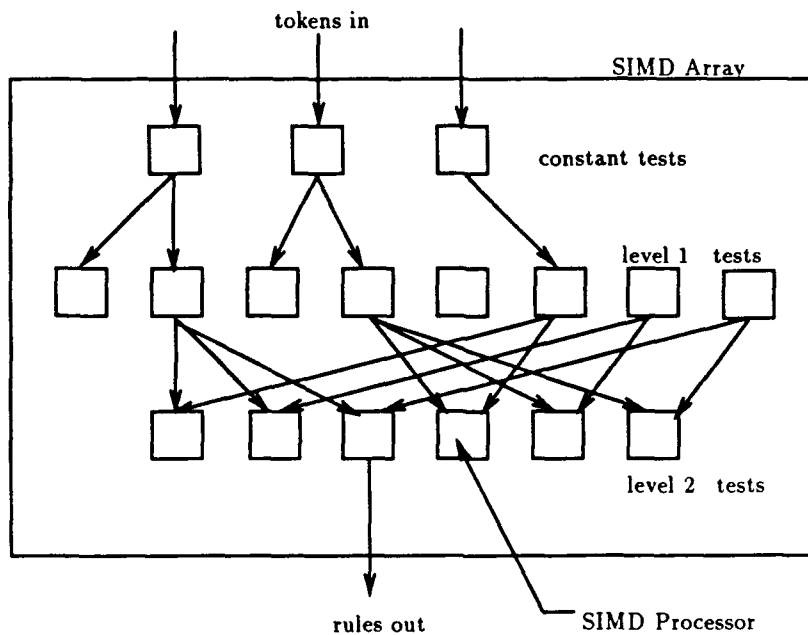 tokens in
SIMD Array
constant tests
level 1 tests
level 2 tests
rules out
SIMD Processor